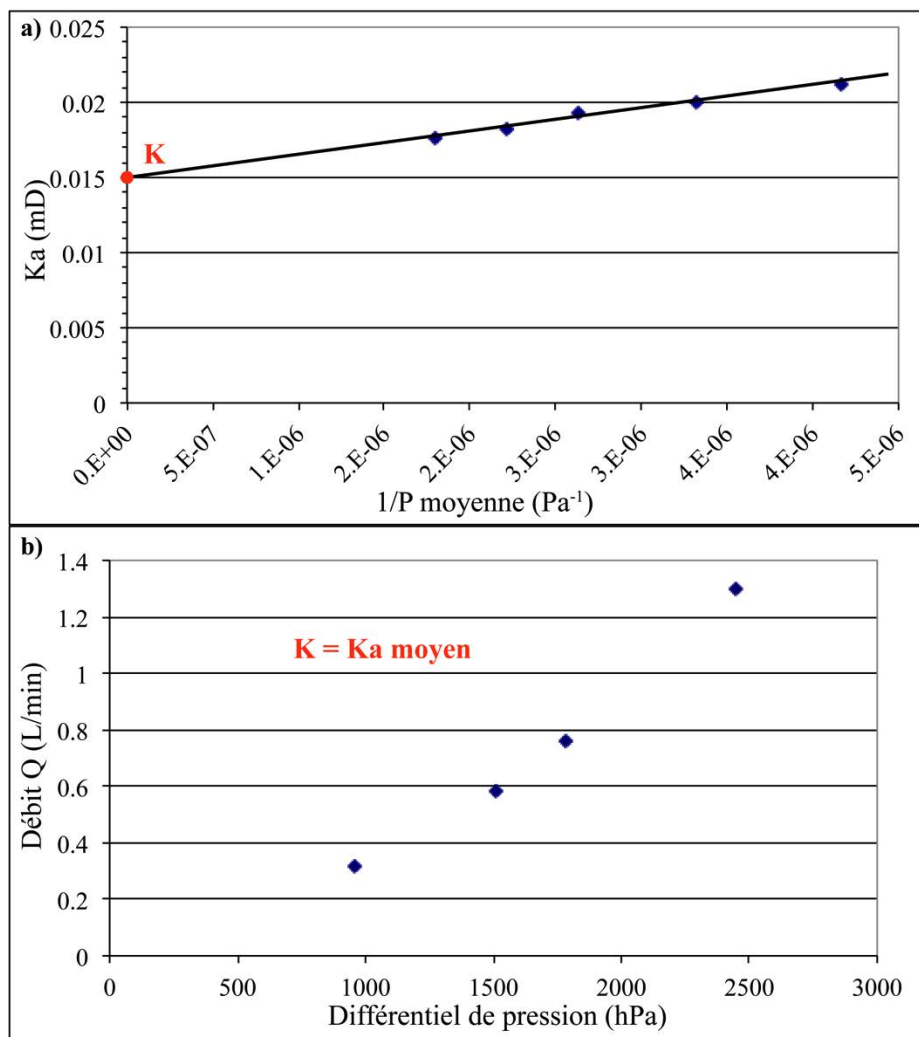 a)
0.025
0.02
0.015
0.01
0.005
0
K
Ka (mD)
0.E+00
5.E-07
1.E-06
2.E-06
2.E-06
3.E-06
3.E-06
4.E-06
4.E-06
5.E-06
1/P moyenne (Pa⁻¹)
b)
1.4
1.2
1
0.8
0.6
0.4
0.2
0
K = Ka moyen
Débit Q (L/min)
0
500
1000
1500
2000
2500
3000
Différentiel de pression (hPa)